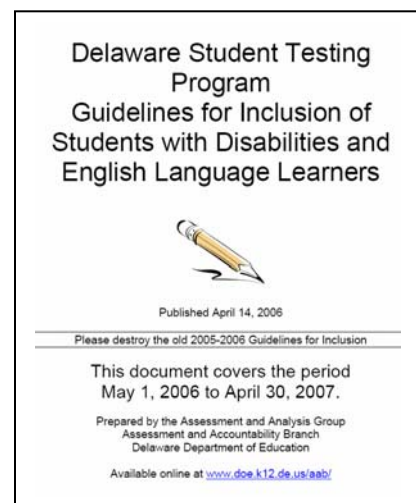 Delaware Student Testing
Program
Guidelines for Inclusion of
Students with Disabilities and
English Language Learners
Published April 14, 2006
Please destroy the old 2005-2006 Guidelines for Inclusion
This document covers the period
May 1, 2006 to April 30, 2007.
Prepared by the Assessment and Analysis Group
Assessment and Accountability Branch
Delaware Department of Education
Available online at www.doe.k12.de.us/aab/